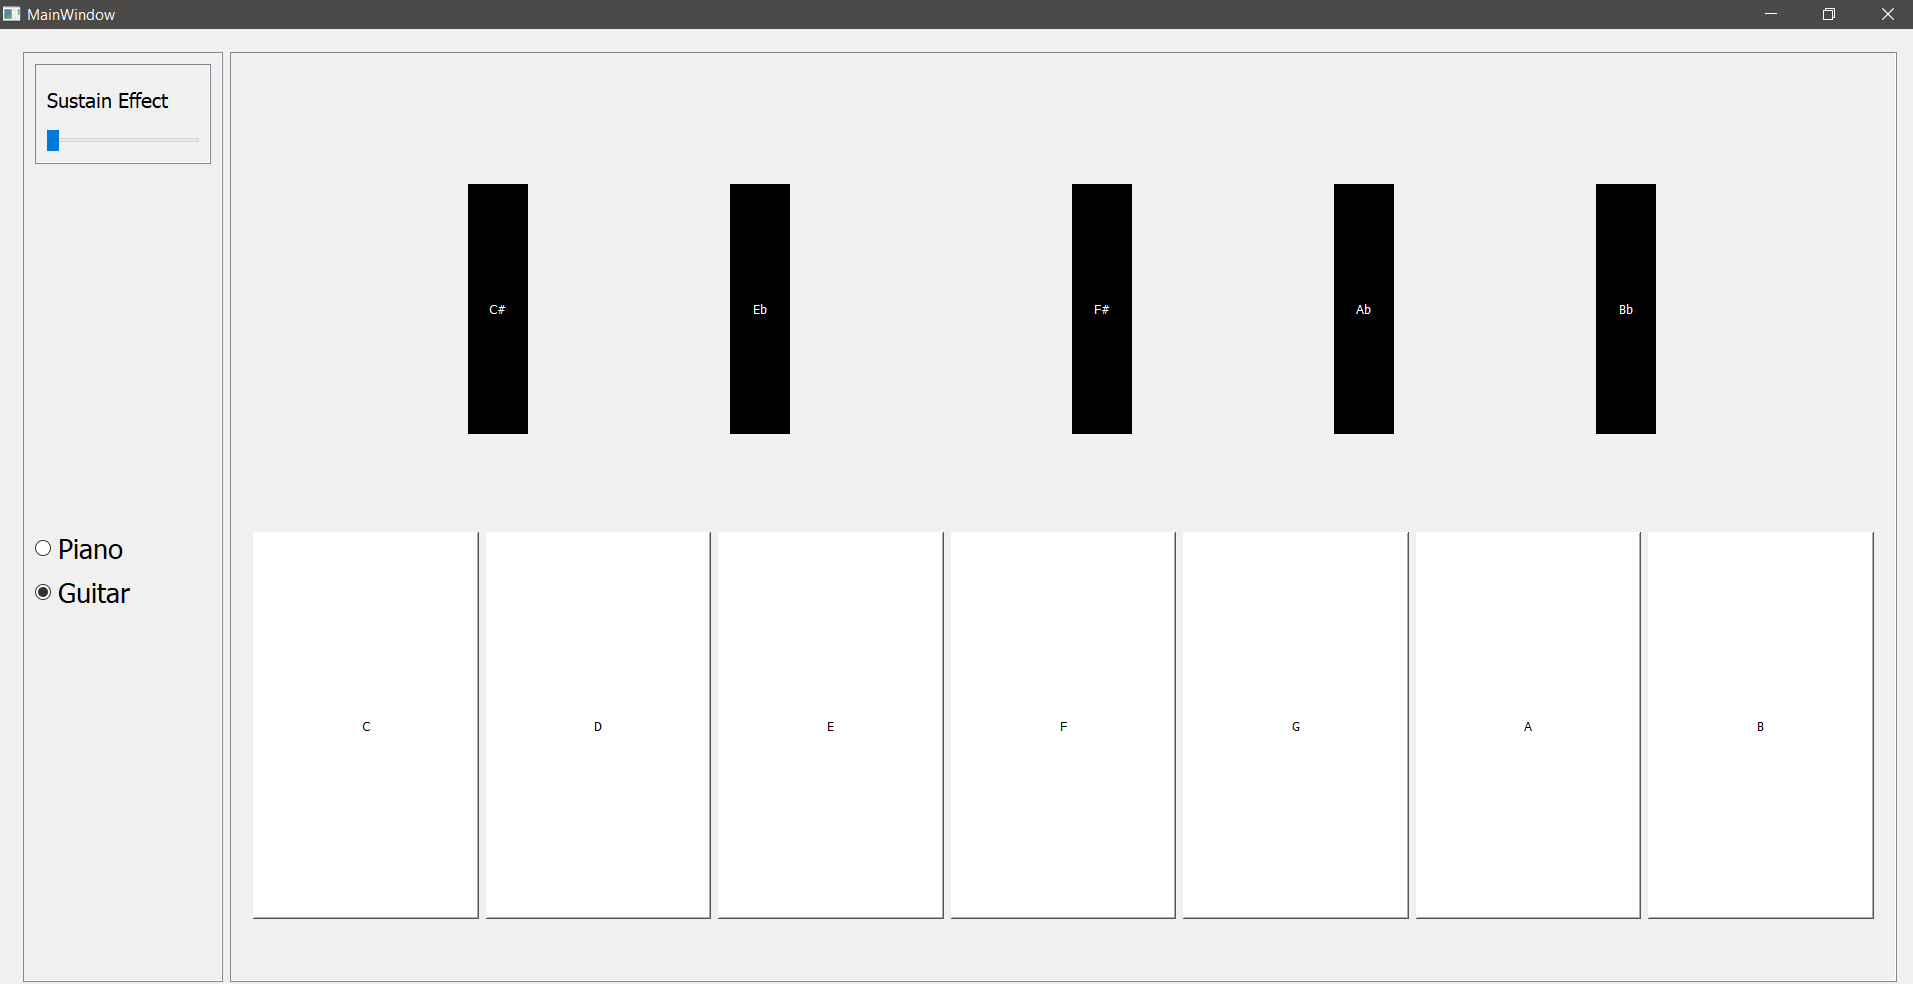 MainWindow
Sustain Effect
C# Eb F# Ab Bb
Piano
Guitar
C D E F G A B